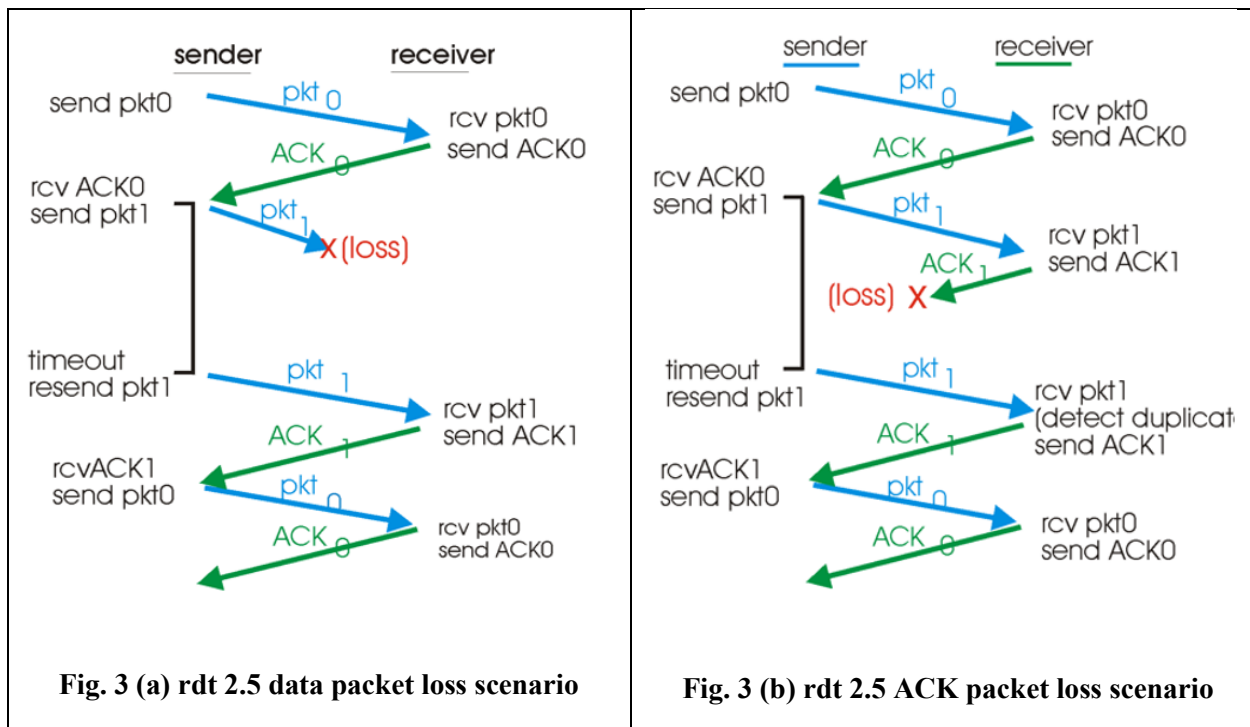 sender receiver
send pkt0
pkt 0
rcv pkt0
send ACK0
ACK 0
rcv ACK0
send pkt1
pkt 1
X (loss)
timeout
resend pkt1
pkt 1
rcv pkt1
send ACK1
ACK 1
rcvACK1
send pkt0
pkt 0
rcv pkt0
send ACK0
ACK 0
Fig. 3 (a) rdt 2.5 data packet loss scenario
sender receiver
send pkt0
pkt 0
rcv pkt0
send ACK0
ACK 0
rcv ACK0
send pkt1
pkt 1
rcv pkt1
send ACK1
ACK 1
(loss) X
timeout
resend pkt1
pkt 1
rcv pkt1
(detect duplicate
send ACK1
ACK 1
rcvACK1
send pkt0
pkt 0
rcv pkt0
send ACK0
ACK 0
Fig. 3 (b) rdt 2.5 ACK packet loss scenario